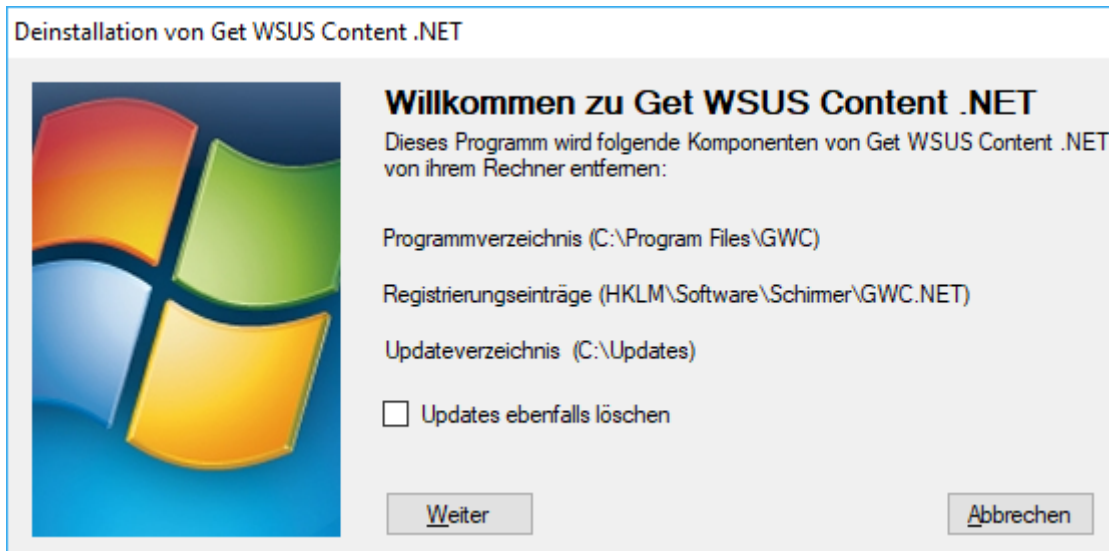 Deinstallation von Get WSUS Content .NET
Willkommen zu Get WSUS Content .NET
Dieses Programm wird folgende Komponenten von Get WSUS Content .NET
von ihrem Rechner entfernen:
Programmverzeichnis (C:\Program Files\GWC)
Registrierungseinträge (HKLM\Software\Schirmer\GWC.NET)
Updateverzeichnis (C:\Updates)
Updates ebenfalls löschen
Weiter
Abbrechen